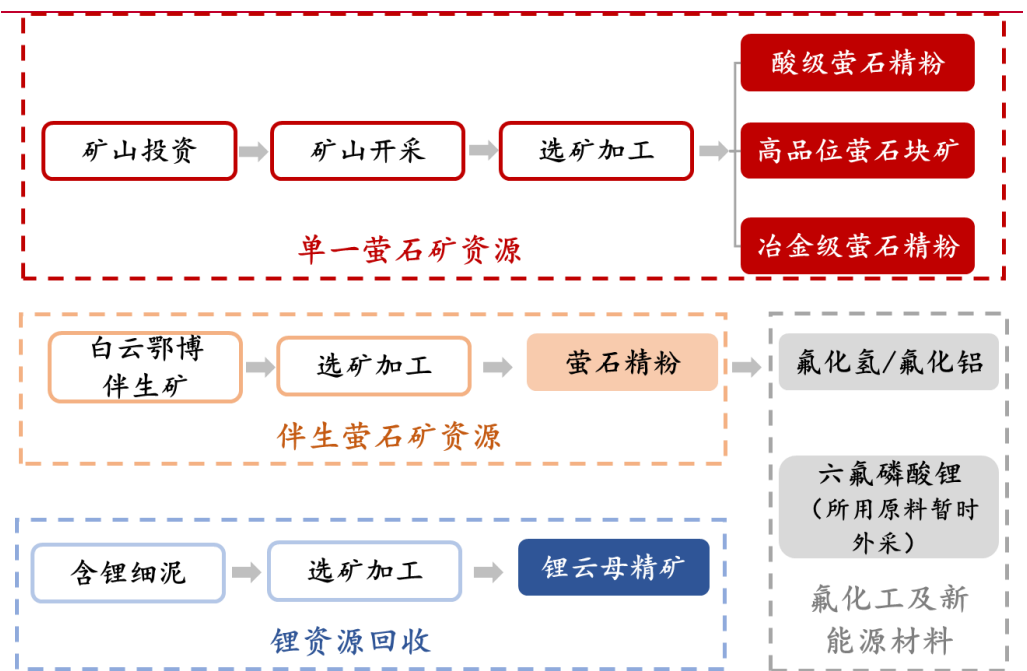 矿山投资
矿山开采
选矿加工
酸级萤石精粉
高品位萤石块矿
冶金级萤石精粉
单一萤石矿资源
白云鄂博
伴生矿
选矿加工
萤石精粉
伴生萤石矿资源
含锂细泥
选矿加工
锂云母精矿
锂资源回收
氟化氢/氟化铝
六氟磷酸锂
（所用原料暂时
外采）
氟化工及新
能源材料